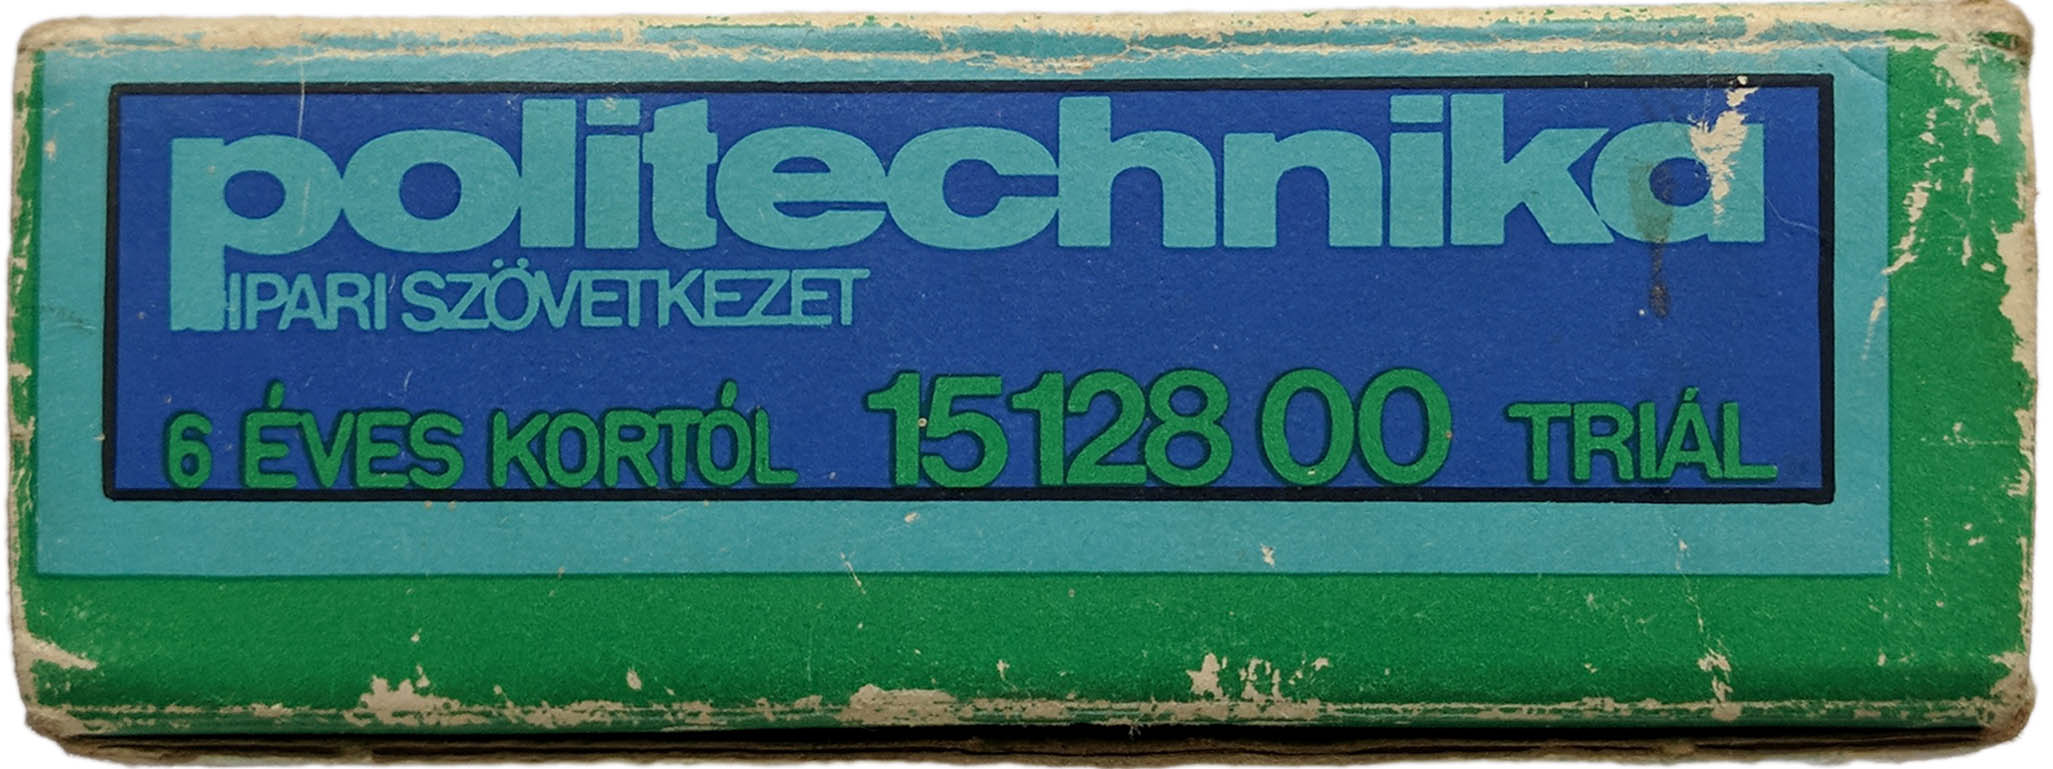 politechnika
IPARI SZÖVETKEZET
6 ÉVES KORTÓL 15128 00 TRIÁL